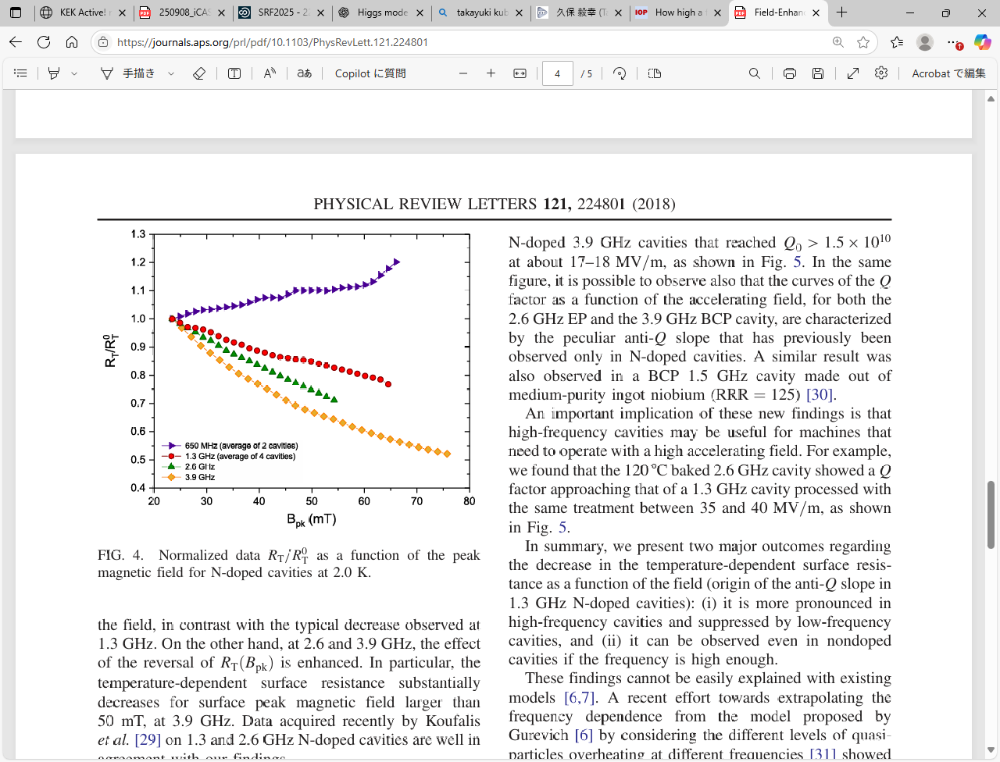 KEK Active!
250908_iCAS
SRF2025 - 2
Higgs mode
takayuki kub
久保 毅幸 (Ta
IOP
How high a
Field-Enhan
https://journals.aps.org/prl/pdf/10.1103/PhysRevLett.121.224801
手描き
aあ
Copilot に質問
4
/ 5
Acrobat で編集
PHYSICAL REVIEW LETTERS 121, 224801 (2018)
1.3
1.2
1.1
1.0
0.9
0.8
0.7
0.6
0.5
0.4
R_T/R_T^0
650 MHz (average of 2 cavities)
1.3 GHz (average of 4 cavities)
2.6 GHz
3.9 GHz
20 30 40 50 60 70 80
B_pk (mT)
FIG. 4. Normalized data R_T/R_T^0 as a function of the peak
magnetic field for N-doped cavities at 2.0 K.
the field, in contrast with the typical decrease observed at
1.3 GHz. On the other hand, at 2.6 and 3.9 GHz, the effect
of the reversal of R_T(B_pk) is enhanced. In particular, the
temperature-dependent surface resistance substantially
decreases for surface peak magnetic field larger than
50 mT, at 3.9 GHz. Data acquired recently by Koufalis
et al. [29] on 1.3 and 2.6 GHz N-doped cavities are well in
agreement with our findings.
N-doped 3.9 GHz cavities that reached Q_0 > 1.5 × 10^10
at about 17–18 MV/m, as shown in Fig. 5. In the same
figure, it is possible to observe also that the curves of the Q
factor as a function of the accelerating field, for both the
2.6 GHz EP and the 3.9 GHz BCP cavity, are characterized
by the peculiar anti-Q slope that has previously been
observed only in N-doped cavities. A similar result was
also observed in a BCP 1.5 GHz cavity made out of
medium-purity ingot niobium (RRR = 125) [30].
An important implication of these new findings is that
high-frequency cavities may be useful for machines that
need to operate with a high accelerating field. For example,
we found that the 120 °C baked 2.6 GHz cavity showed a Q
factor approaching that of a 1.3 GHz cavity processed with
the same treatment between 35 and 40 MV/m, as shown
in Fig. 5.
In summary, we present two major outcomes regarding
the decrease in the temperature-dependent surface resis-
tance as a function of the field (origin of the anti-Q slope in
1.3 GHz N-doped cavities): (i) it is more pronounced in
high-frequency cavities and suppressed by low-frequency
cavities, and (ii) it can be observed even in nondoped
cavities if the frequency is high enough.
These findings cannot be easily explained with existing
models [6,7]. A recent effort towards extrapolating the
frequency dependence from the model proposed by
Gurevich [6] by considering the different levels of quasi-
particles overheating at different frequencies [31] showed